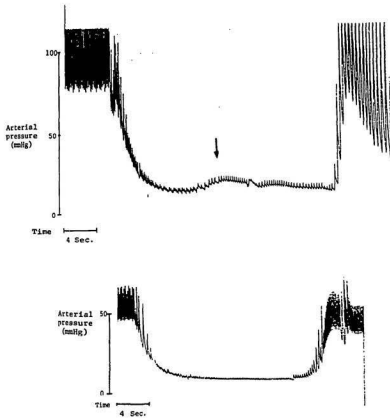 100
Arterial
pressure
(mmHg)
50
0
Time
4 Sec.
Arterial
pressure
(mmHg)
50
0
Time
4 Sec.